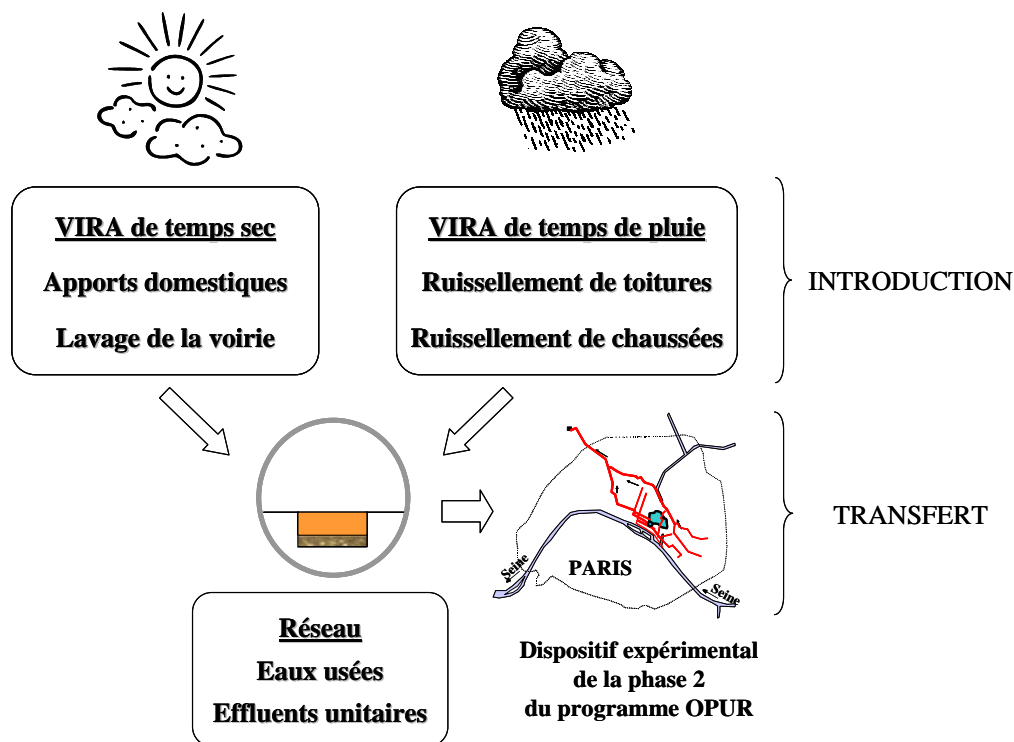 VIRA de temps sec
Apports domestiques
Lavage de la voirie
VIRA de temps de pluie
Ruissellement de toitures
Ruissellement de chaussées
INTRODUCTION
Seine
PARIS
Seine
TRANSFERT
Réseau
Eaux usées
Effluents unitaires
Dispositif expérimental
de la phase 2
du programme OPUR